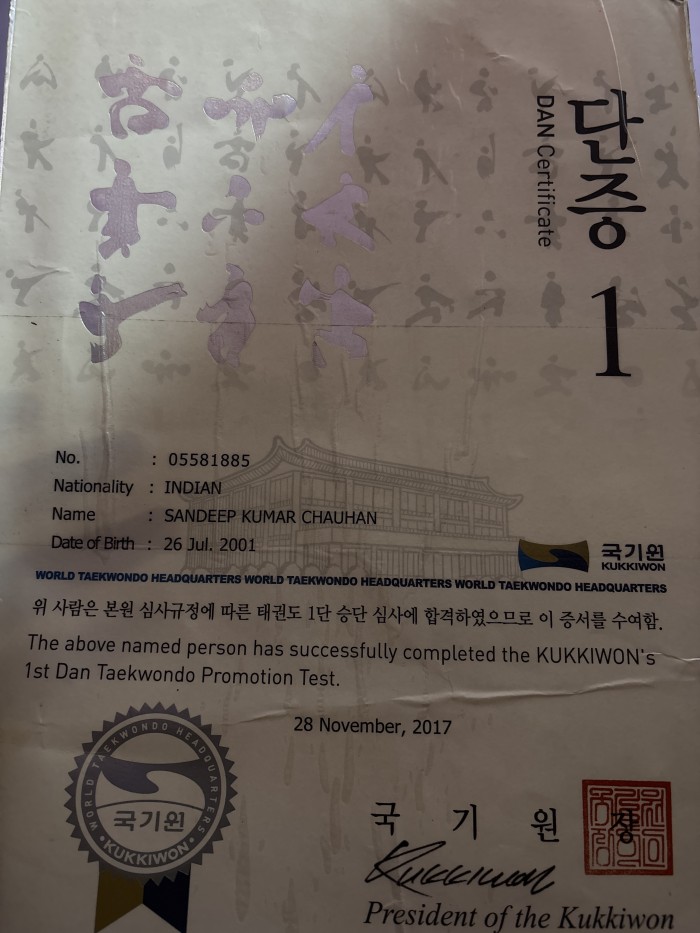 단증
DAN Certificate
1
No. : 05581885
Nationality : INDIAN
Name : SANDEEP KUMAR CHAUHAN
Date of Birth : 26 Jul. 2001
국기원
KUKKIWON
WORLD TAEKWONDO HEADQUARTERS WORLD TAEKWONDO HEADQUARTERS WORLD TAEKWONDO HEADQUARTERS
위 사람은 본원 심사규정에 따른 태권도 1단 승단 심사에 합격하였으므로 이 증서를 수여함.
The above named person has successfully completed the KUKKIWON's
1st Dan Taekwondo Promotion Test.
28 November, 2017
WORLD TAEKWONDO HEADQUARTERS
국기원
KUKKIWON
국 기 원 장
Kukkiwon
President of the Kukkiwon